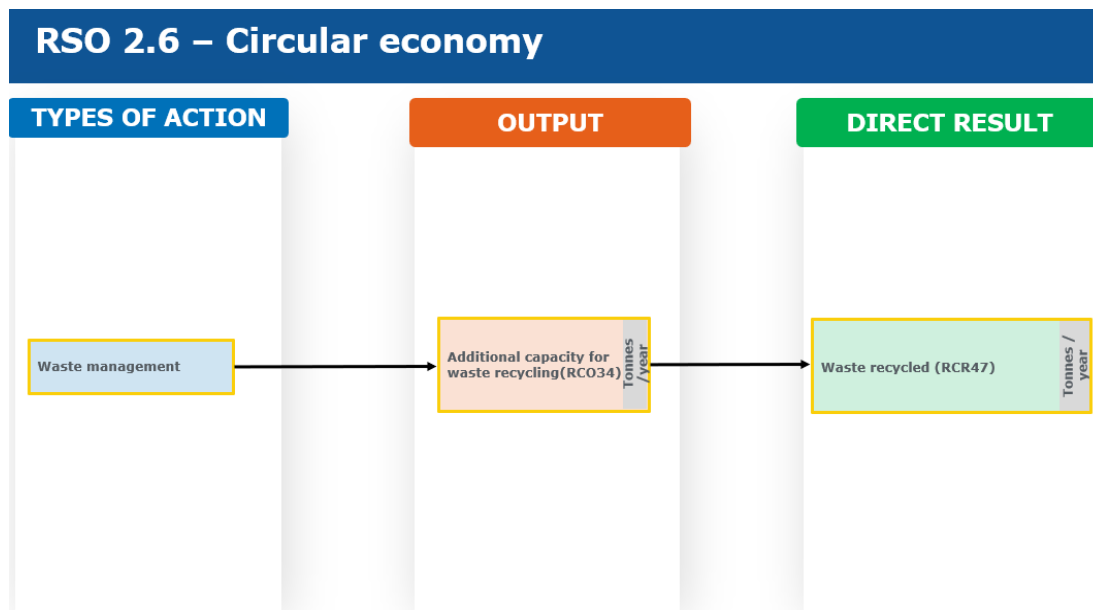 RSO 2.6 – Circular economy
TYPES OF ACTION
OUTPUT
DIRECT RESULT
Waste management
Additional capacity for
waste recycling(RCO34)
Tonnes
/year
Waste recycled (RCR47)
Tonnes /
year